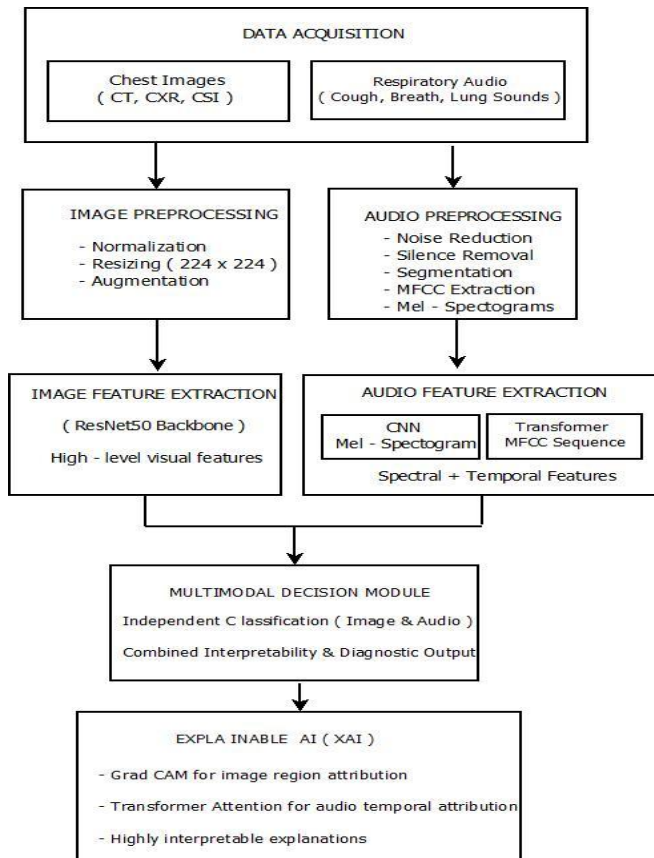 DATA ACQUISITION
Chest Images
( CT, CXR, CSI )
Respiratory Audio
( Cough, Breath, Lung Sounds )
IMAGE PREPROCESSING
- Normalization
- Resizing ( 224 x 224 )
- Augmentation
AUDIO PREPROCESSING
- Noise Reduction
- Silence Removal
- Segmentation
- MFCC Extraction
- Mel - Spectograms
IMAGE FEATURE EXTRACTION
( ResNet50 Backbone )
High - level visual features
AUDIO FEATURE EXTRACTION
CNN
Mel - Spectogram
Transformer
MFCC Sequence
Spectral + Temporal Features
MULTIMODAL DECISION MODULE
Independent C lassification ( Image & Audio )
Combined Interpretability & Diagnostic Output
EXPLA INABLE AI ( XAI )
- Grad CAM for image region attribution
- Transformer Attention for audio temporal attribution
- Highly interpretable explanations